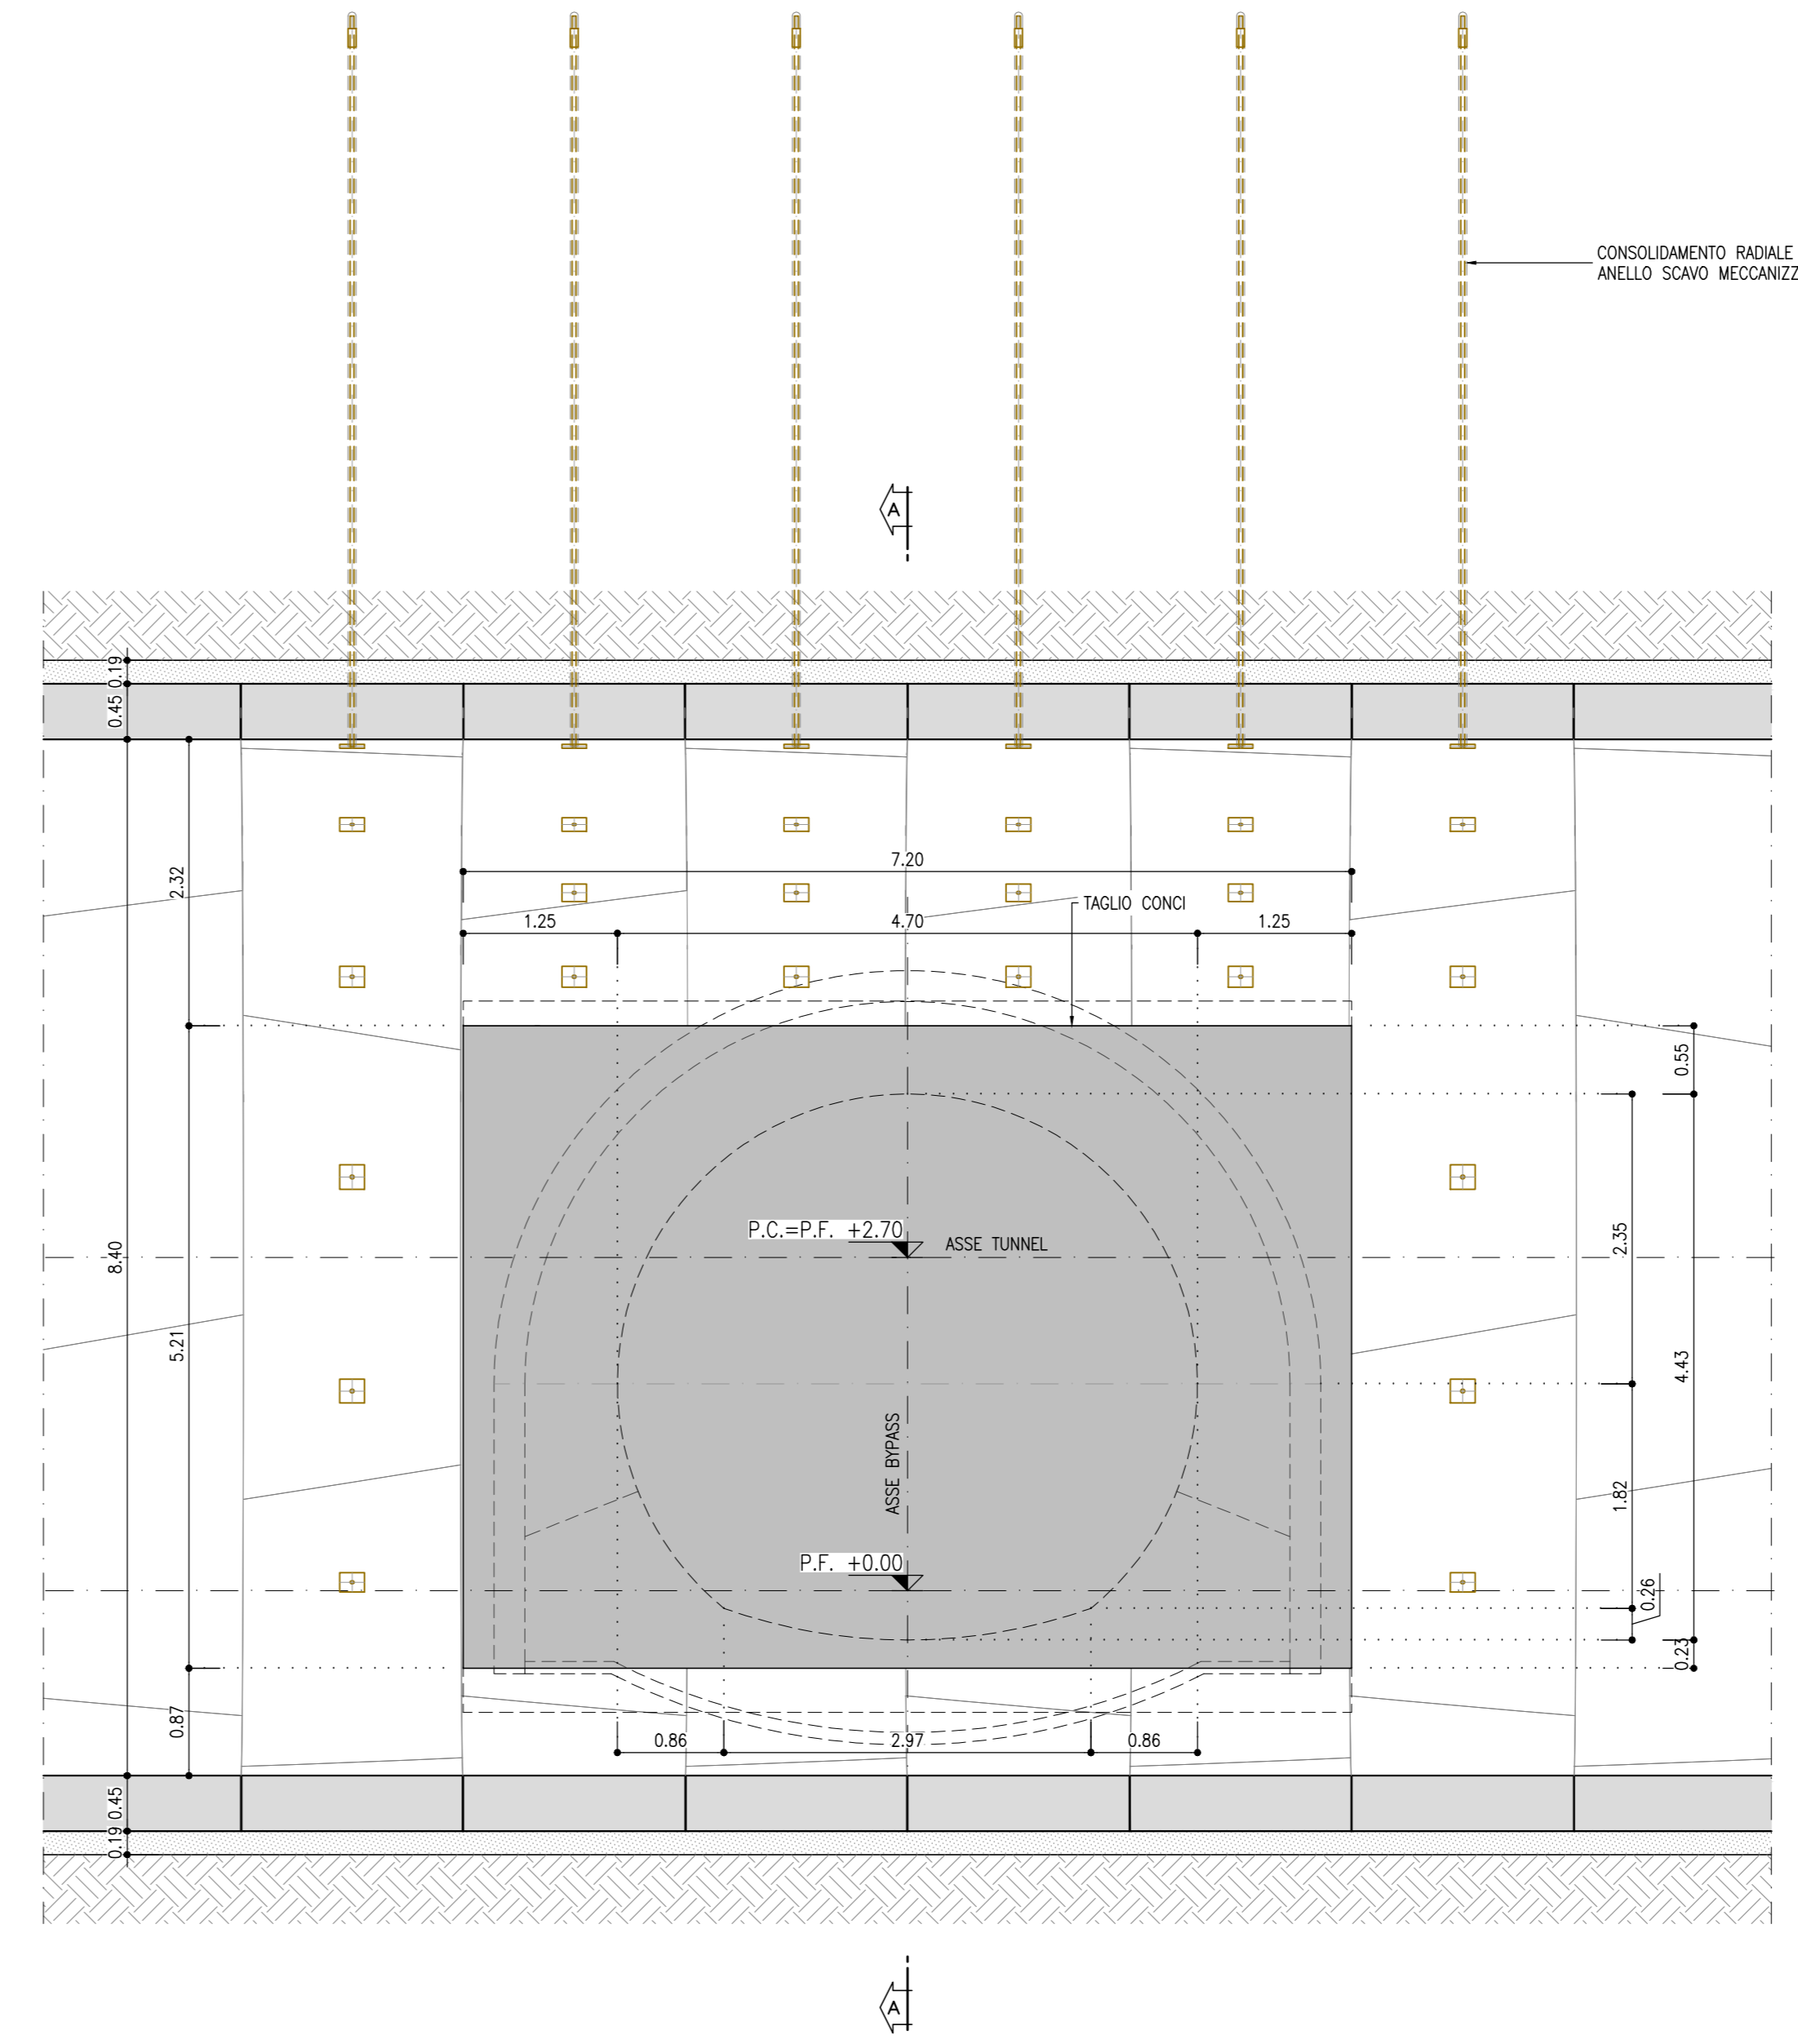 CONSOLIDAMENTO RADIALE
ANELLO SCAVO MECCANIZZ
A
0.19
0.45
2.32
7.20
TAGLIO CONCI
1.25
4.70
1.25
0.55
P.C.=P.F. +2.70
ASSE TUNNEL
2.35
8.40
5.21
4.43
ASSE BYPASS
1.82
P.F. +0.00
0.26
0.23
0.87
0.86
2.97
0.86
0.45
0.19
A